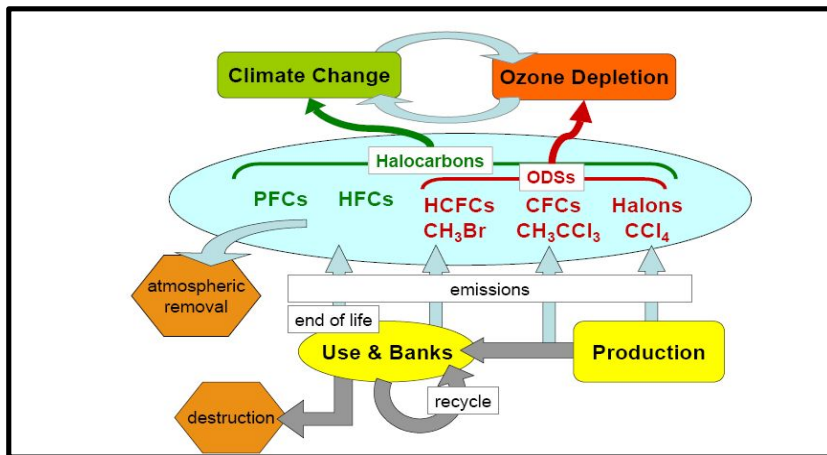 Climate Change
Ozone Depletion
Halocarbons
ODSs
PFCs HFCs HCFCs CFCs Halons
CH₃Br CH₃CCl₃ CCl₄
atmospheric
removal
emissions
end of life
Use & Banks
Production
recycle
destruction